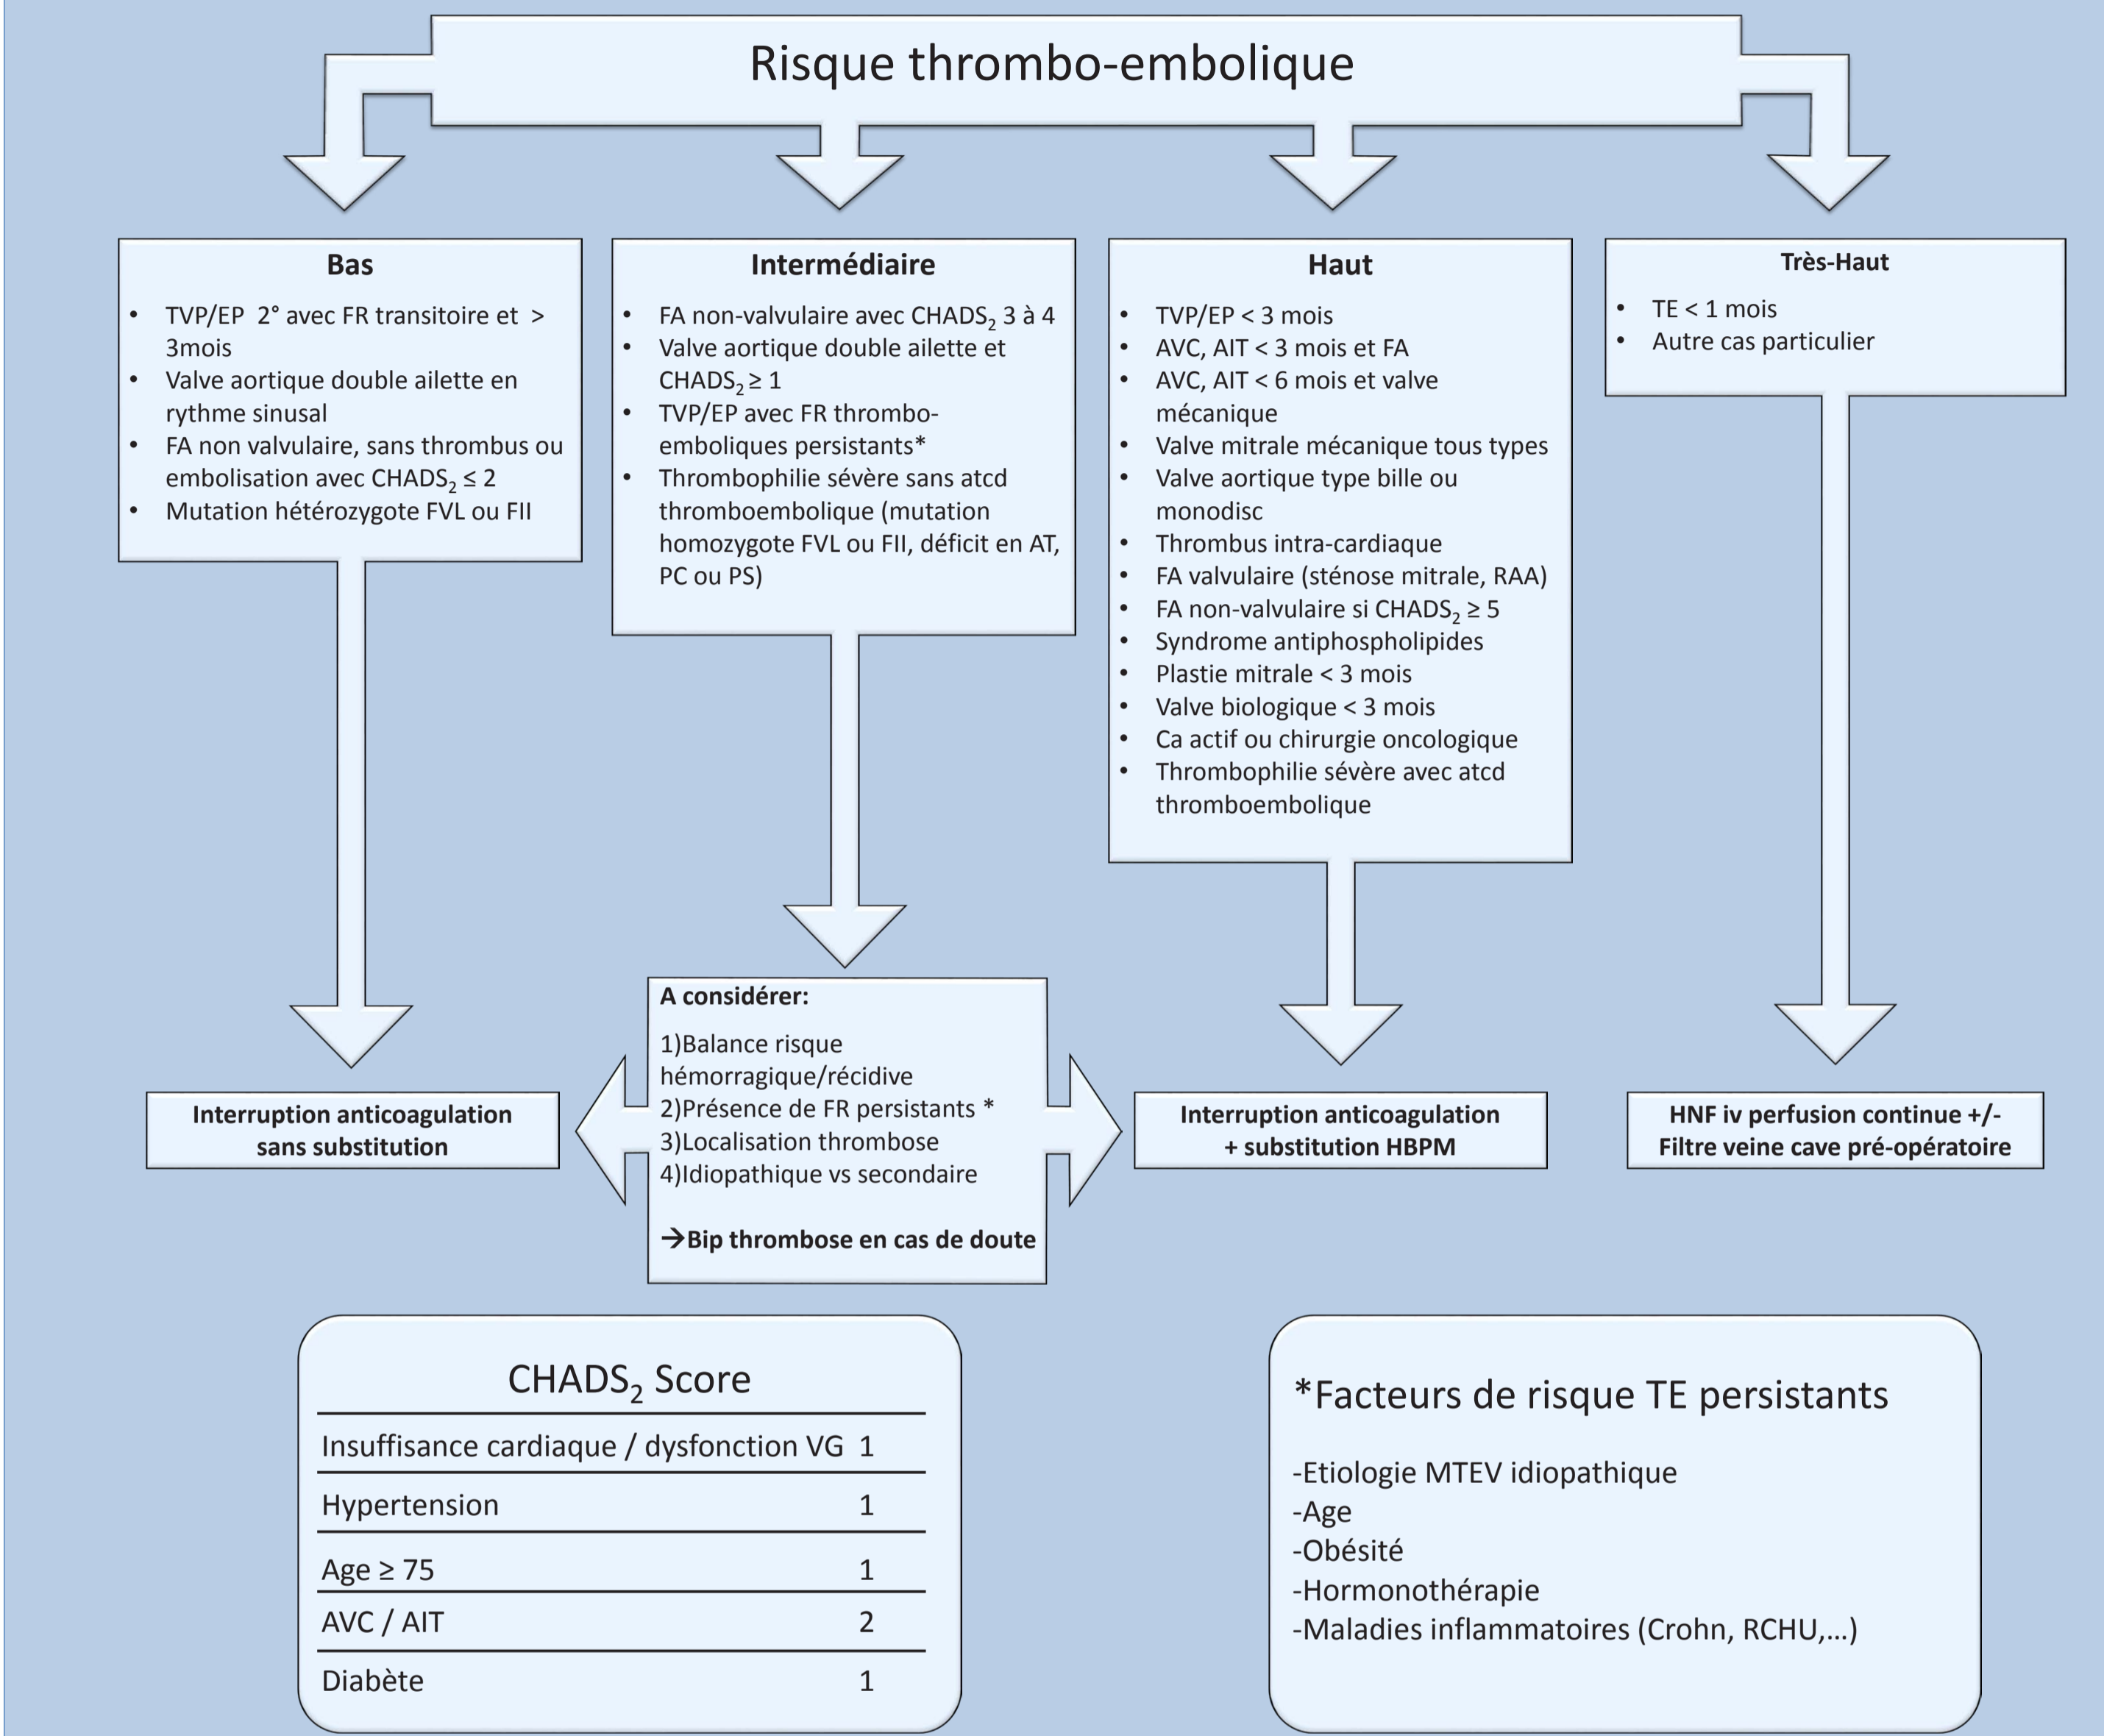 Risque thrombo-embolique
Bas
• TVP/EP 2° avec FR transitoire et >
3mois
• Valve aortique double ailette en
rythme sinusal
• FA non valvulaire, sans thrombus ou
embolisation avec CHADS₂ ≤ 2
• Mutation hétérozygote FVL ou FII
Intermédiaire
• FA non-valvulaire avec CHADS₂ 3 à 4
• Valve aortique double ailette et
CHADS₂ ≥ 1
• TVP/EP avec FR thrombo-
emboliques persistants*
• Thrombophilie sévère sans atcd
thromboembolique (mutation
homozygote FVL ou FII, déficit en AT,
PC ou PS)
Haut
• TVP/EP < 3 mois
• AVC, AIT < 3 mois et FA
• AVC, AIT < 6 mois et valve
mécanique
• Valve mitrale mécanique tous types
• Valve aortique type bille ou
monodisc
• Thrombus intra-cardiaque
• FA valvulaire (sténose mitrale, RAA)
• FA non-valvulaire si CHADS₂ ≥ 5
• Syndrome antiphospholipides
• Plastie mitrale < 3 mois
• Valve biologique < 3 mois
• Ca actif ou chirurgie oncologique
• Thrombophilie sévère avec atcd
thromboembolique
Très-Haut
• TE < 1 mois
• Autre cas particulier
Interruption anticoagulation
sans substitution
A considérer:
1)Balance risque
hémorragique/récidive
2)Présence de FR persistants *
3)Localisation thrombose
4)Idiopathique vs secondaire
→Bip thrombose en cas de doute
Interruption anticoagulation
+ substitution HBPM
HNF iv perfusion continue +/-
Filtre veine cave pré-opératoire
CHADS₂ Score
Insuffisance cardiaque / dysfonction VG 1
Hypertension 1
Age ≥ 75 1
AVC / AIT 2
Diabète 1
*Facteurs de risque TE persistants
-Etiologie MTEV idiopathique
-Age
-Obésité
-Hormonothérapie
-Maladies inflammatoires (Crohn, RCHU,...)